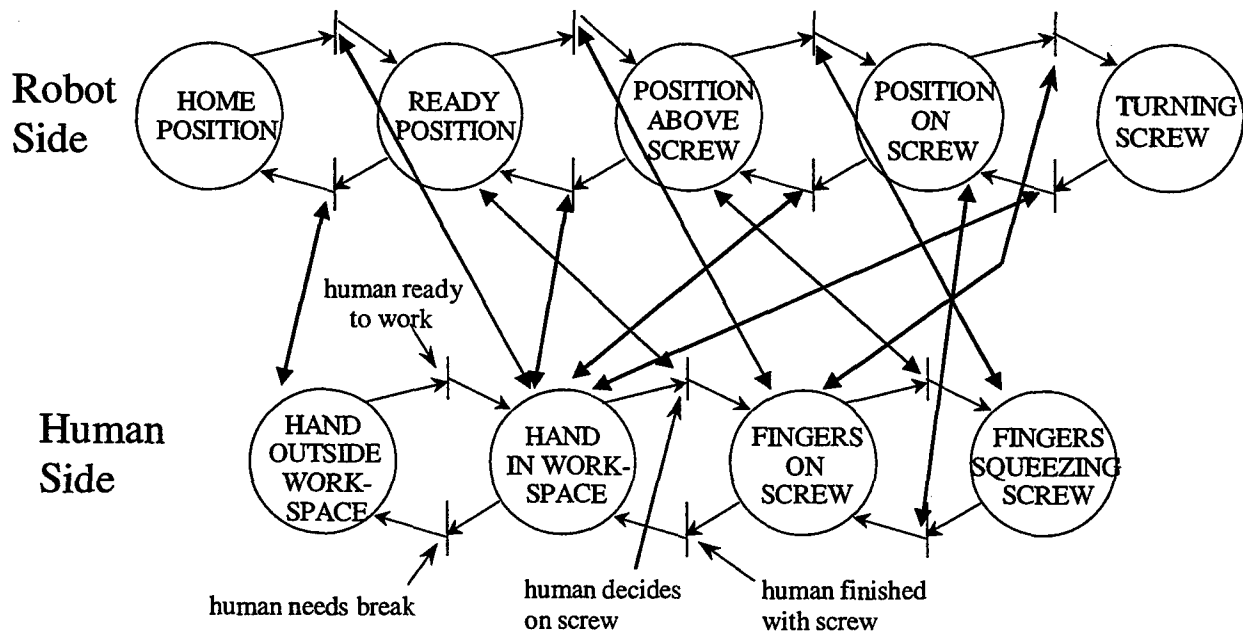 Robot
Side
HOME
POSITION
READY
POSITION
POSITION
ABOVE
SCREW
POSITION
ON
SCREW
TURNING
SCREW
human ready
to work
Human
Side
HAND
OUTSIDE
WORK-
SPACE
HAND
IN WORK-
SPACE
FINGERS
ON
SCREW
FINGERS
SQUEEZING
SCREW
human needs break
human decides
on screw
human finished
with screw